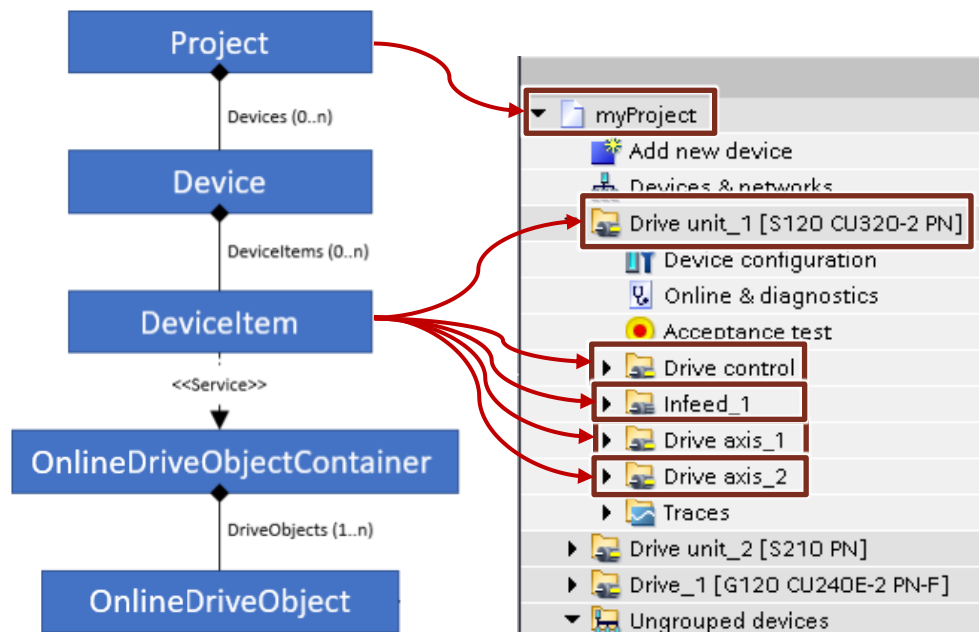 Project
Devices (0..n)
Device
DeviceItems (0..n)
DeviceItem
<<Service>>
OnlineDriveObjectContainer
DriveObjects (1..n)
OnlineDriveObject
myProject
Add new device
Devices & networks
Drive unit_1 [S120 CU320-2 PN]
Device configuration
Online & diagnostics
Acceptance test
Drive control
Infeed_1
Drive axis_1
Drive axis_2
Traces
Drive unit_2 [S210 PN]
Drive_1 [G120 CU240E-2 PN-F]
Ungrouped devices